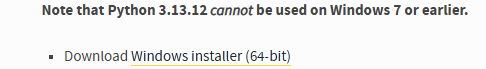 Note that Python 3.13.12 cannot be used on Windows 7 or earlier.
Download Windows installer (64-bit)